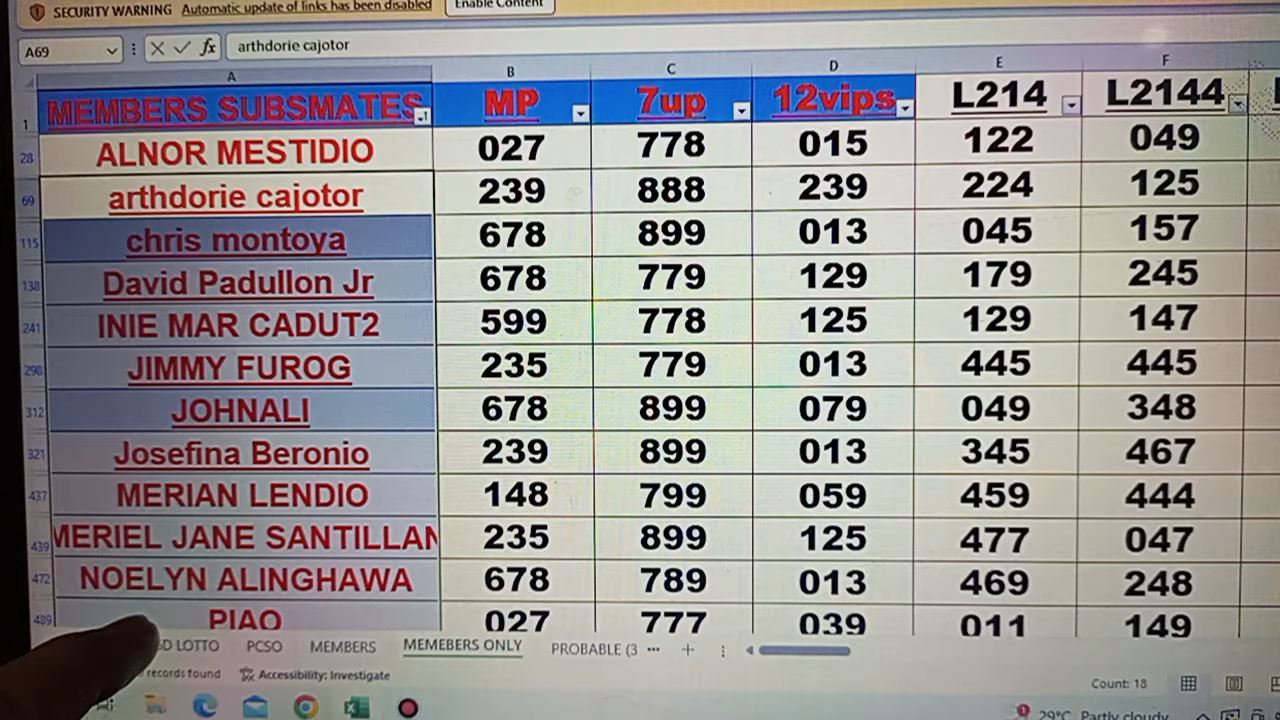 SECURITY WARNING Automatic update of links has been disabled Enable Content
A69 fx arthdorie cajotor
A B C D E F
1 MEMBERS SUBSMATES MP 7up 12vips L214 L2144
28 ALNOR MESTIDIO 027 778 015 122 049
69 arthdorie cajotor 239 888 239 224 125
115 chris montoya 678 899 013 045 157
138 David Padullon Jr 678 779 129 179 245
241 INIE MAR CADUT2 599 778 125 129 147
298 JIMMY FUROG 235 779 013 445 445
312 JOHNALI 678 899 079 049 348
321 Josefina Beronio 239 899 013 345 467
437 MERIAN LENDIO 148 799 059 459 444
439 MERIEL JANE SANTILLAN 235 899 125 477 047
472 NOELYN ALINGHAWA 678 789 013 469 248
489 PIAO 027 777 039 011 149
LOTTO PCSO MEMBERS MEMEBERS ONLY PROBABLE (3 ...
records found Accessibility: Investigate Count: 18
1 29°C Partly cloudy